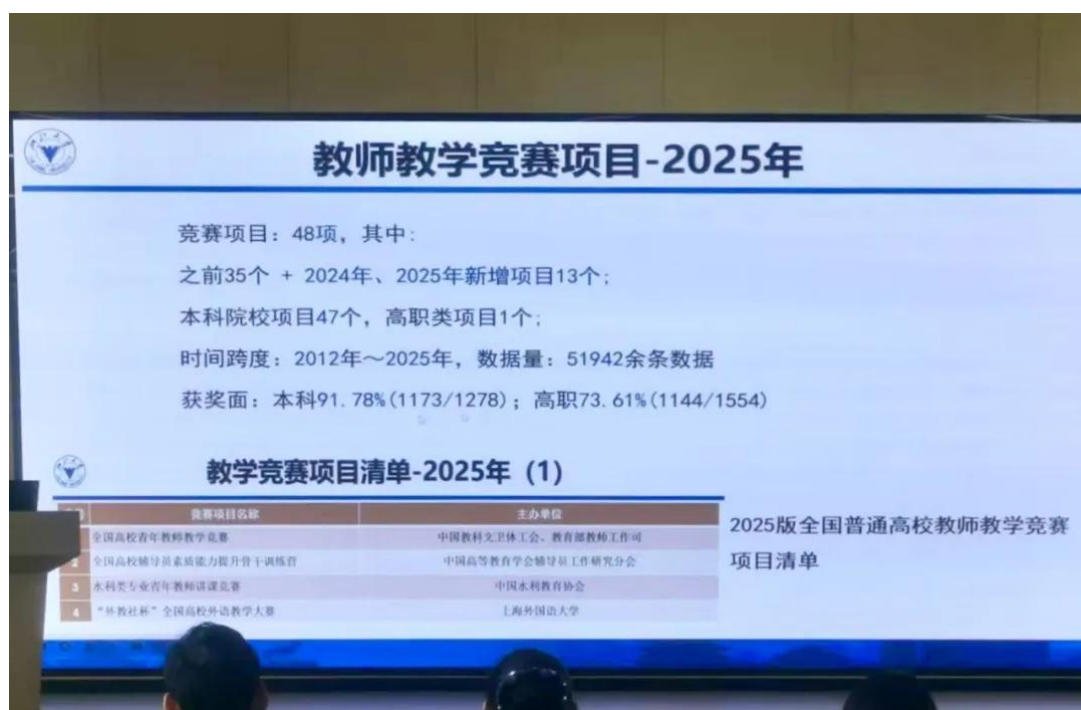 教师教学竞赛项目-2025年
竞赛项目：48项，其中：
之前35个 + 2024年、2025年新增项目13个；
本科院校项目47个，高职类项目1个；
时间跨度：2012年～2025年，数据量：51942余条数据
获奖面：本科91.78%(1173/1278)；高职73.61%(1144/1554)
教学竞赛项目清单-2025年（1）
竞赛项目名称 主办单位
全国高校青年教师教学竞赛 中国教科文卫体工会、教育部教师工作司
2 全国高校辅导员素质能力提升骨干训练营 中国高等教育学会辅导员工作研究分会
3 水利类专业青年教师讲课竞赛 中国水利教育协会
4 “外教社杯”全国高校外语教学大赛 上海外国语大学
2025版全国普通高校教师教学竞赛
项目清单